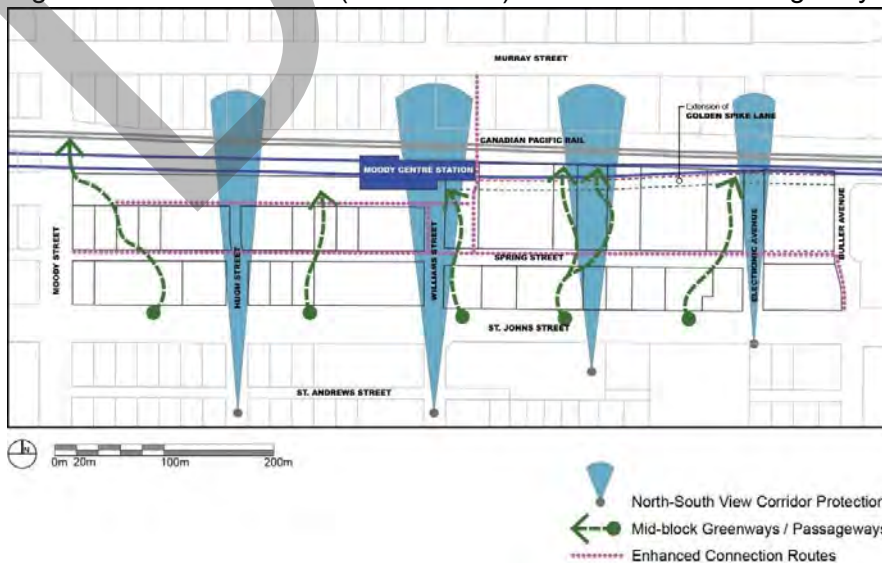 MURRAY STREET
Extension of
GOLDEN SPIKE LANE
CANADIAN PACIFIC RAIL
MOODY CENTRE STATION
MOODY STREET
HUGH STREET
WILLIAMS STREET
SPRING STREET
ELECTRONIC AVENUE
BULLER AVENUE
ST. JOHNS STREET
ST. ANDREWS STREET
N
0m 20m 100m 200m
North-South View Corridor Protection
Mid-block Greenways / Passageways
Enhanced Connection Routes